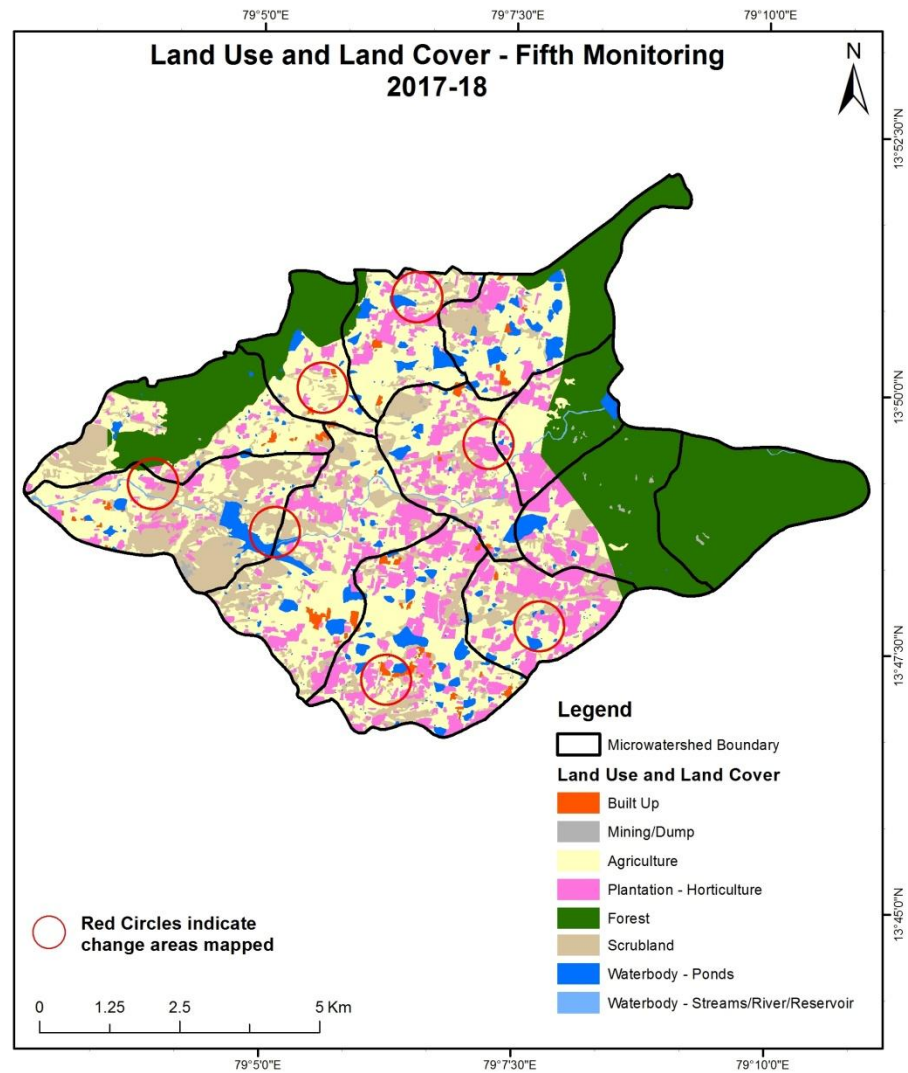 79°5'0"E
79°7'30"E
79°10'0"E
Land Use and Land Cover - Fifth Monitoring
2017-18
N
13°52'30"N
13°50'0"N
13°47'30"N
13°45'0"N
Legend
Microwatershed Boundary
Land Use and Land Cover
Built Up
Mining/Dump
Agriculture
Plantation - Horticulture
Forest
Scrubland
Waterbody - Ponds
Waterbody - Streams/River/Reservoir
Red Circles indicate
change areas mapped
0 1.25 2.5 5 Km
79°5'0"E
79°7'30"E
79°10'0"E